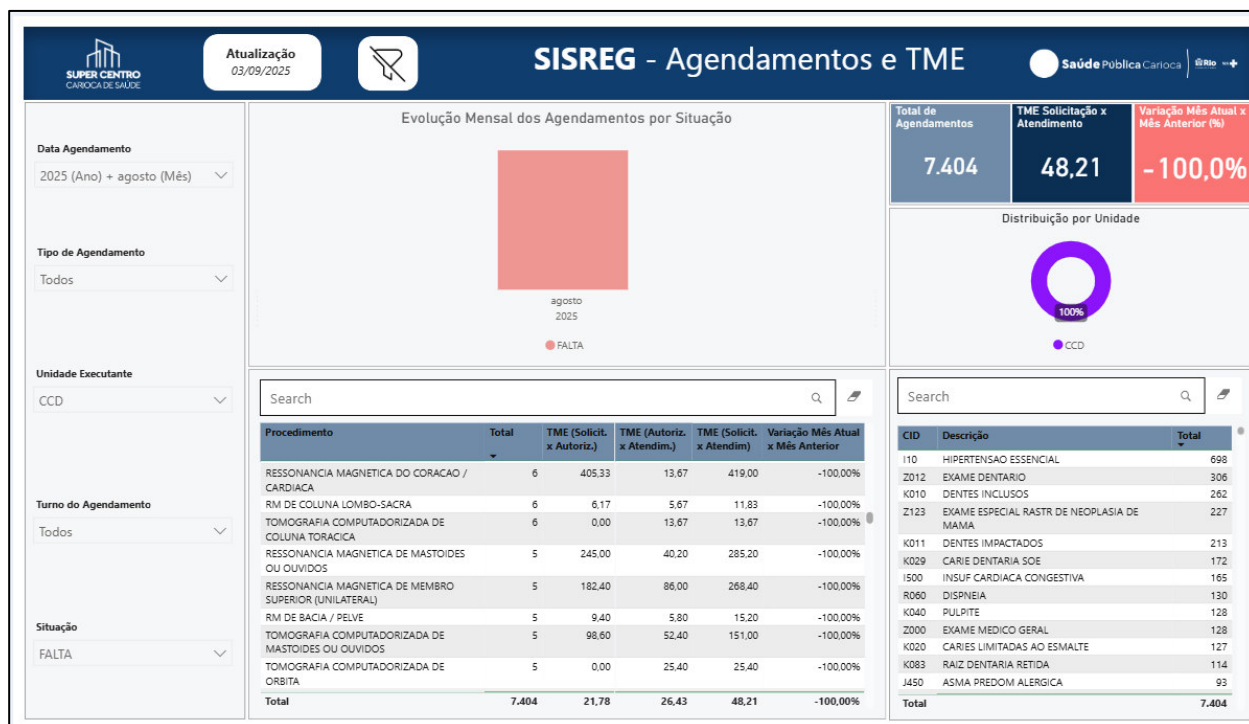 SUPER CENTRO
CARIOCA DE SAÚDE
Atualização
03/09/2025
SISREG - Agendamentos e TME
Saúde Pública Carioca
Rio
Data Agendamento
2025 (Ano) + agosto (Mês)
Tipo de Agendamento
Todos
Unidade Executante
CCD
Turno do Agendamento
Todos
Situação
FALTA
Evolução Mensal dos Agendamentos por Situação
agosto
2025
FALTA
Total de
Agendamentos
7.404
TME Solicitação x
Atendimento
48,21
Variação Mês Atual x
Mês Anterior (%)
-100,0%
Distribuição por Unidade
100%
CCD
Search
Procedimento Total TME (Solicit. x Autoriz.) TME (Autoriz. x Atendim.) TME (Solicit. x Atendim) Variação Mês Atual x Mês Anterior
RESSONANCIA MAGNETICA DO CORACAO / CARDIACA 6 405,33 13,67 419,00 -100,00%
RM DE COLUNA LOMBO-SACRA 6 6,17 5,67 11,83 -100,00%
TOMOGRAFIA COMPUTADORIZADA DE COLUNA TORACICA 6 0,00 13,67 13,67 -100,00%
RESSONANCIA MAGNETICA DE MASTOIDES OU OUVIDOS 5 245,00 40,20 285,20 -100,00%
RESSONANCIA MAGNETICA DE MEMBRO SUPERIOR (UNILATERAL) 5 182,40 86,00 268,40 -100,00%
RM DE BACIA / PELVE 5 9,40 5,80 15,20 -100,00%
TOMOGRAFIA COMPUTADORIZADA DE MASTOIDES OU OUVIDOS 5 98,60 52,40 151,00 -100,00%
TOMOGRAFIA COMPUTADORIZADA DE ORBITA 5 0,00 25,40 25,40 -100,00%
Total 7.404 21,78 26,43 48,21 -100,00%
Search
CID Descrição Total
I10 HIPERTENSAO ESSENCIAL 698
Z012 EXAME DENTARIO 306
K010 DENTES INCLUSOS 262
Z123 EXAME ESPECIAL RASTR DE NEOPLASIA DE MAMA 227
K011 DENTES IMPACTADOS 213
K029 CARIE DENTARIA SOE 172
I500 INSUF CARDIACA CONGESTIVA 165
R060 DISPNEIA 130
K040 PULPITE 128
Z000 EXAME MEDICO GERAL 128
K020 CARIES LIMITADAS AO ESMALTE 127
K083 RAIZ DENTARIA RETIDA 114
J450 ASMA PREDOM ALERGICA 93
Total 7.404